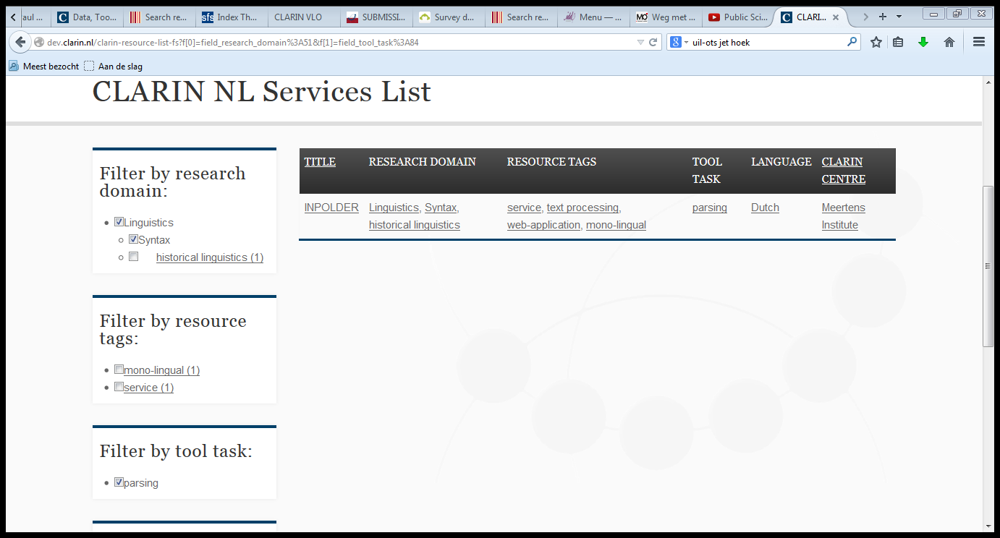 aul ...
Data, Too...
Search re...
Index Th...
CLARIN VLO
SUBMISSI...
Survey d...
Search re...
Menu — ...
Weg met ...
Public Sci...
CLARI...
dev.clarin.nl/clarin-resource-list-fs?f[0]=field_research_domain%3A51&f[1]=field_tool_task%3A84
uil-ots jet hoek
Meest bezocht
Aan de slag
CLARIN NL Services List
Filter by research
domain:
Linguistics
Syntax
historical linguistics (1)
Filter by resource
tags:
mono-lingual (1)
service (1)
Filter by tool task:
parsing
TITLE RESEARCH DOMAIN RESOURCE TAGS TOOL LANGUAGE CLARIN
TASK CENTRE
INPOLDER Linguistics, Syntax, service, text processing, parsing Dutch Meertens
historical linguistics web-application, mono-lingual Institute